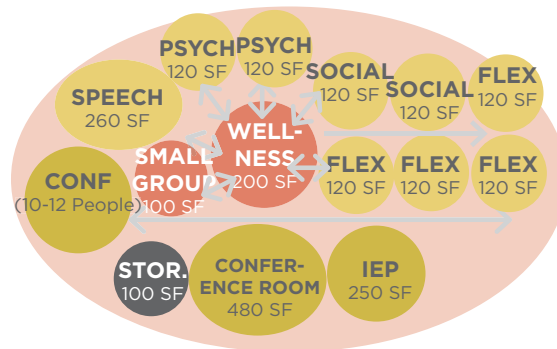 PSYCH
120 SF
PSYCH
120 SF
SOCIAL
120 SF
SOCIAL
120 SF
FLEX
120 SF
SPEECH
260 SF
WELL-
NESS
200 SF
SMALL
GROUP
100 SF
CONF
(10-12 People)
FLEX
120 SF
FLEX
120 SF
FLEX
120 SF
STOR.
100 SF
CONFER-
ENCE ROOM
480 SF
IEP
250 SF